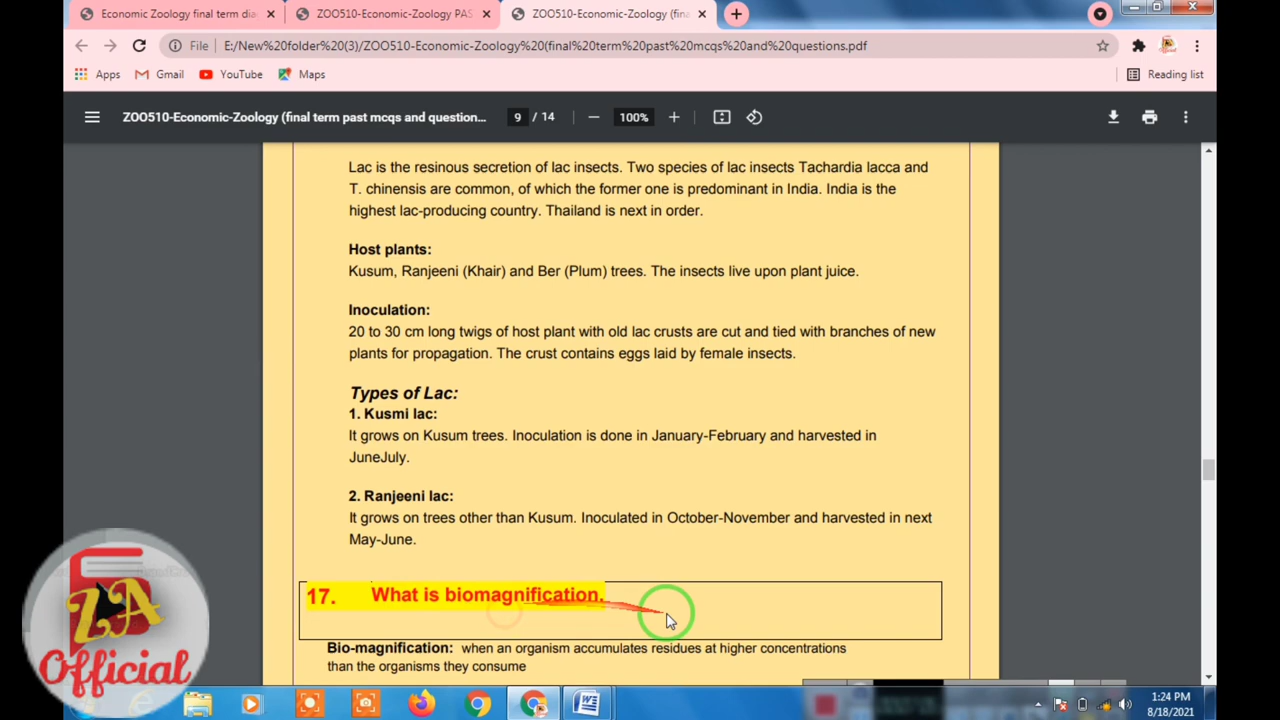 Economic Zoology final term dia
ZOO510-Economic-Zoology PAS
ZOO510-Economic-Zoology (fina
File E:/New%20folder%20(3)/ZOO510-Economic-Zoology%20(final%20term%20past%20mcqs%20and%20questions.pdf
Apps Gmail YouTube Maps Reading list
ZOO510-Economic-Zoology (final term past mcqs and question... 9 / 14 100%
Lac is the resinous secretion of lac insects. Two species of lac insects Tachardia lacca and
T. chinensis are common, of which the former one is predominant in India. India is the
highest lac-producing country. Thailand is next in order.
Host plants:
Kusum, Ranjeeni (Khair) and Ber (Plum) trees. The insects live upon plant juice.
Inoculation:
20 to 30 cm long twigs of host plant with old lac crusts are cut and tied with branches of new
plants for propagation. The crust contains eggs laid by female insects.
Types of Lac:
1. Kusmi lac:
It grows on Kusum trees. Inoculation is done in January-February and harvested in
JuneJuly.
2. Ranjeeni lac:
It grows on trees other than Kusum. Inoculated in October-November and harvested in next
May-June.
17. What is biomagnification.
Bio-magnification: when an organism accumulates residues at higher concentrations
than the organisms they consume
ZA
Official
1:24 PM
8/18/2021